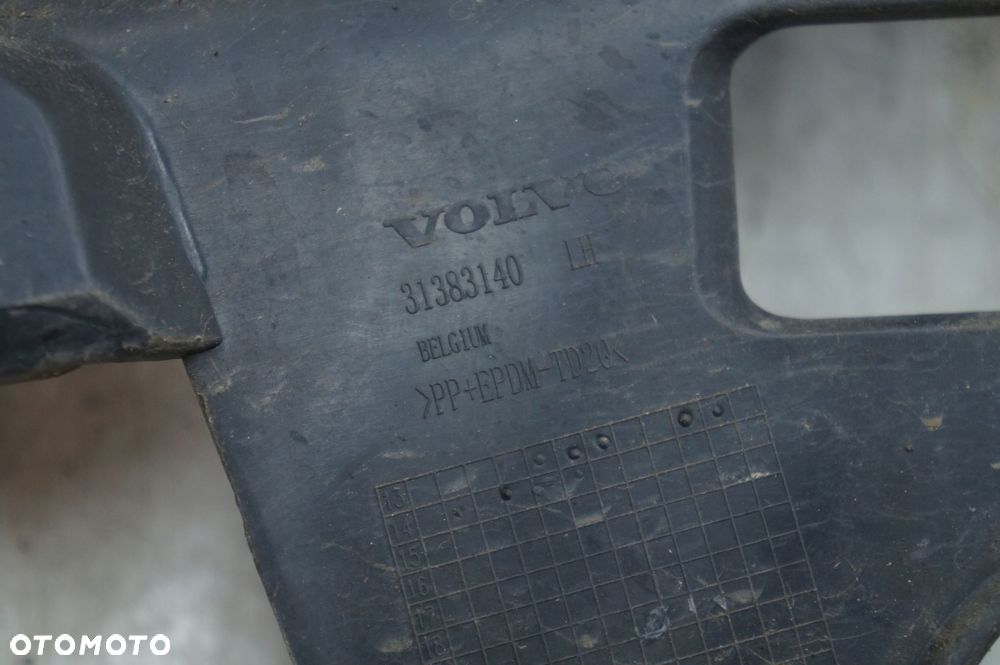 VOLVO
31383140 LH
BELGIUM
>PP+EPDM-TD20<
13
14
15
16
17
18
OTOMOTO